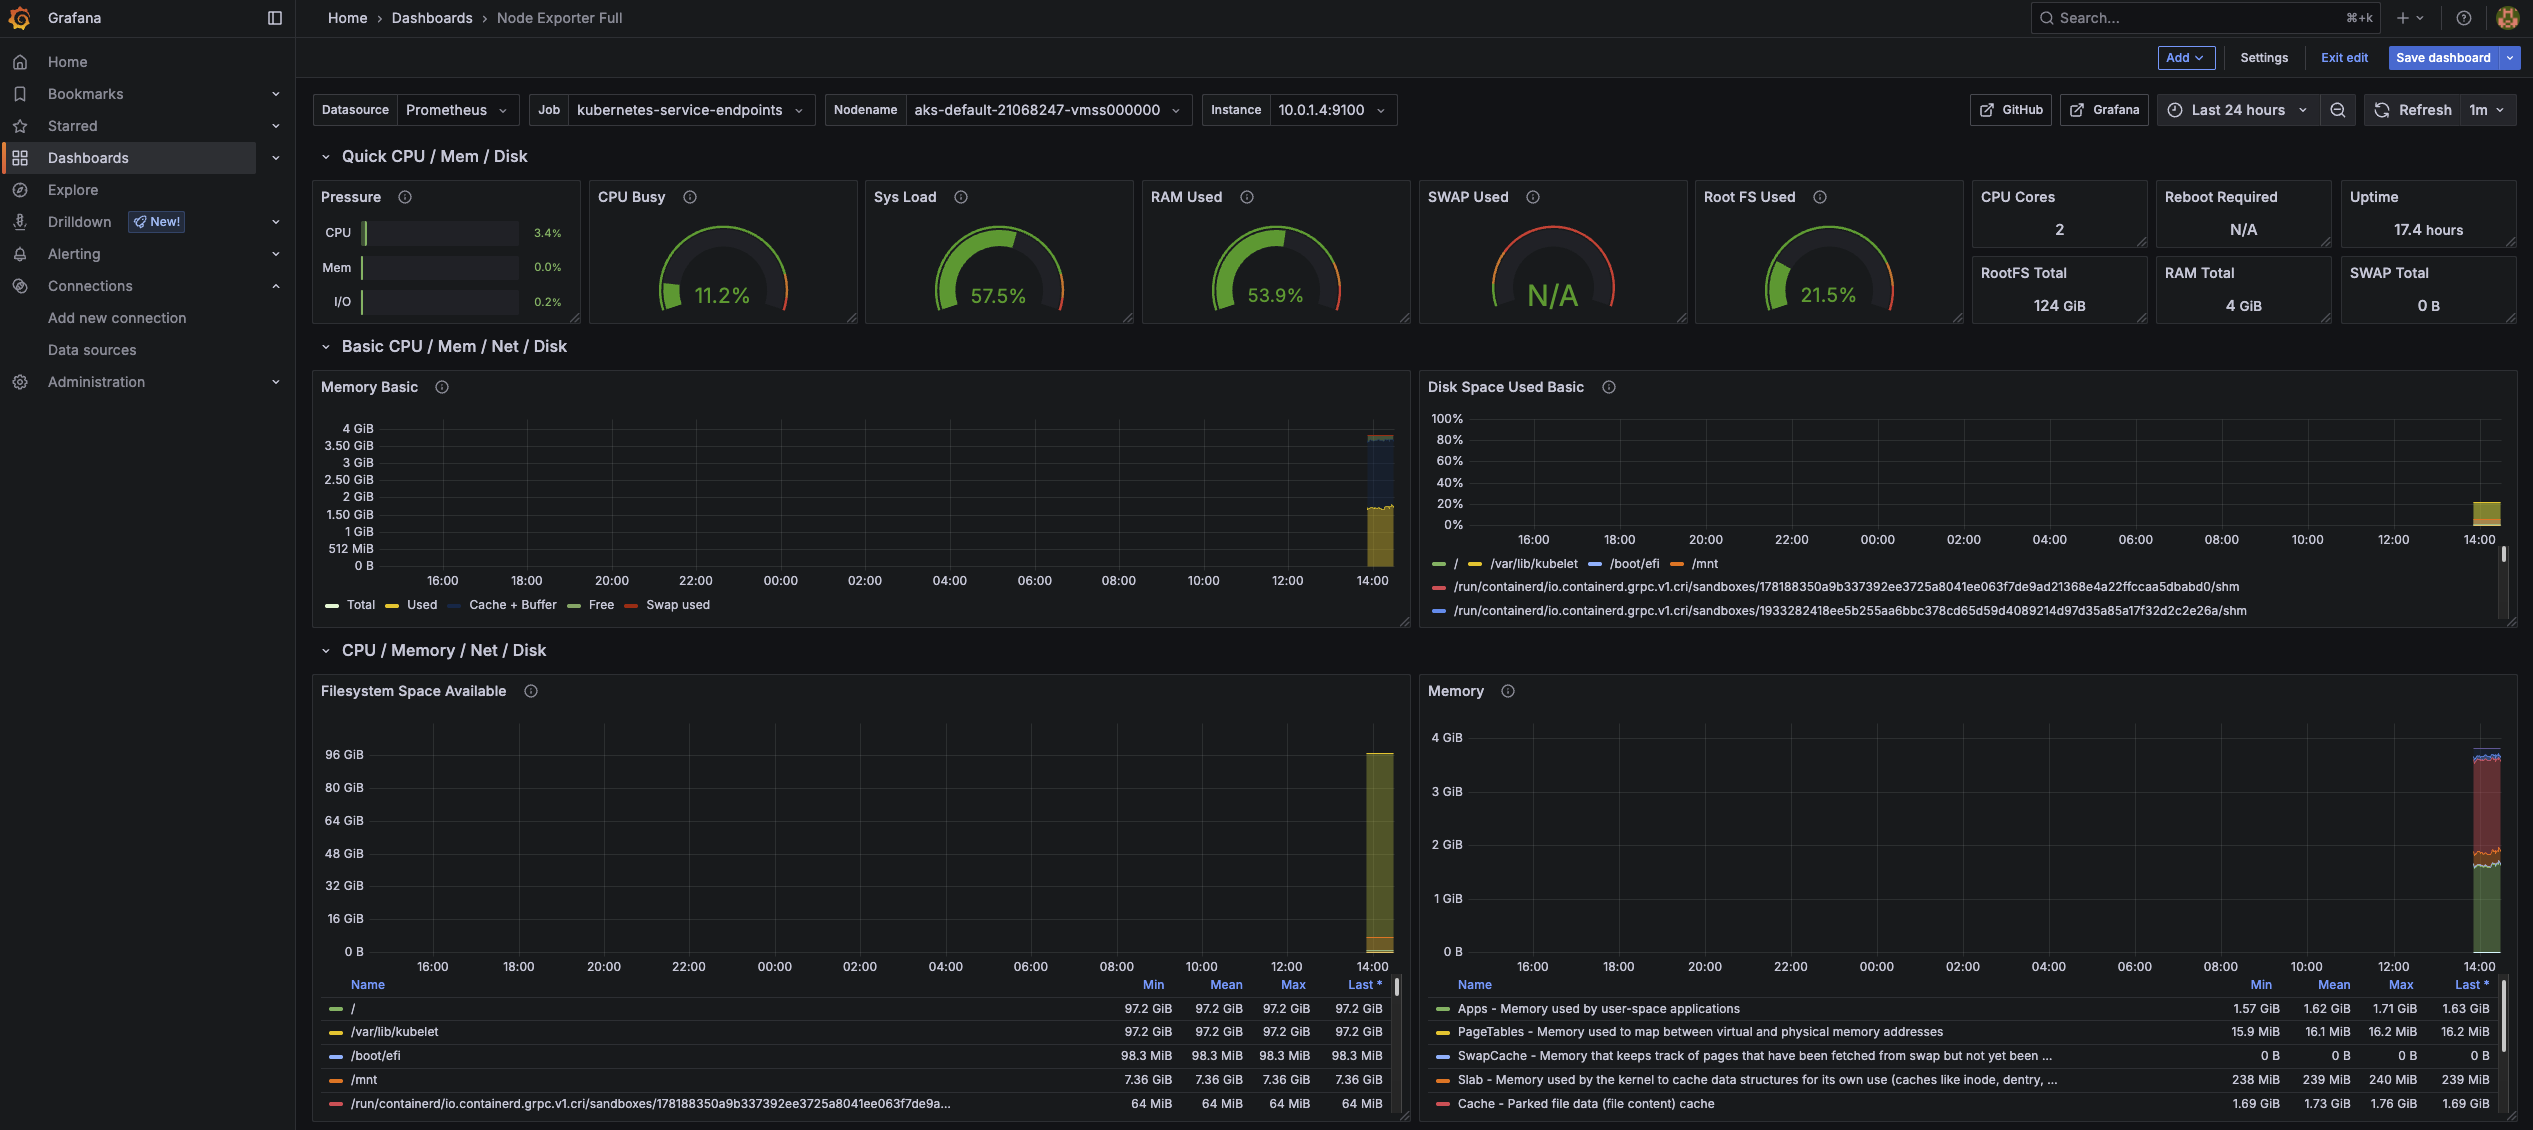 Grafana
Home › Dashboards › Node Exporter Full
Search... ⌘+k
Home
Bookmarks
Starred
Dashboards
Explore
Drilldown New!
Alerting
Connections
Add new connection
Data sources
Administration
Add Settings Exit edit Save dashboard
Datasource Prometheus Job kubernetes-service-endpoints Nodename aks-default-21068247-vmss000000 Instance 10.0.1.4:9100
GitHub Grafana Last 24 hours Refresh 1m
Quick CPU / Mem / Disk
Pressure
CPU 3.4%
Mem 0.0%
I/O 0.2%
CPU Busy
11.2%
Sys Load
57.5%
RAM Used
53.9%
SWAP Used
N/A
Root FS Used
21.5%
CPU Cores
2
Reboot Required
N/A
Uptime
17.4 hours
RootFS Total
124 GiB
RAM Total
4 GiB
SWAP Total
0 B
Basic CPU / Mem / Net / Disk
Memory Basic
4 GiB
3.50 GiB
3 GiB
2.50 GiB
2 GiB
1.50 GiB
1 GiB
512 MiB
0 B
16:00 18:00 20:00 22:00 00:00 02:00 04:00 06:00 08:00 10:00 12:00 14:00
Total Used Cache + Buffer Free Swap used
Disk Space Used Basic
100%
80%
60%
40%
20%
0%
16:00 18:00 20:00 22:00 00:00 02:00 04:00 06:00 08:00 10:00 12:00 14:00
/ /var/lib/kubelet /boot/efi /mnt
/run/containerd/io.containerd.grpc.v1.cri/sandboxes/178188350a9b337392ee3725a8041ee063f7de9ad21368e4a22ffccaa5dbabd0/shm
/run/containerd/io.containerd.grpc.v1.cri/sandboxes/1933282418ee5b255aa6bbc378cd65d59d4089214d97d35a85a17f32d2c2e26a/shm
CPU / Memory / Net / Disk
Filesystem Space Available
96 GiB
80 GiB
64 GiB
48 GiB
32 GiB
16 GiB
0 B
16:00 18:00 20:00 22:00 00:00 02:00 04:00 06:00 08:00 10:00 12:00 14:00
Name Min Mean Max Last *
/ 97.2 GiB 97.2 GiB 97.2 GiB 97.2 GiB
/var/lib/kubelet 97.2 GiB 97.2 GiB 97.2 GiB 97.2 GiB
/boot/efi 98.3 MiB 98.3 MiB 98.3 MiB 98.3 MiB
/mnt 7.36 GiB 7.36 GiB 7.36 GiB 7.36 GiB
/run/containerd/io.containerd.grpc.v1.cri/sandboxes/178188350a9b337392ee3725a8041ee063f7de9a... 64 MiB 64 MiB 64 MiB 64 MiB
Memory
4 GiB
3 GiB
2 GiB
1 GiB
0 B
16:00 18:00 20:00 22:00 00:00 02:00 04:00 06:00 08:00 10:00 12:00 14:00
Name Min Mean Max Last *
Apps - Memory used by user-space applications 1.57 GiB 1.62 GiB 1.71 GiB 1.63 GiB
PageTables - Memory used to map between virtual and physical memory addresses 15.9 MiB 16.1 MiB 16.2 MiB 16.2 MiB
SwapCache - Memory that keeps track of pages that have been fetched from swap but not yet been ... 0 B 0 B 0 B 0 B
Slab - Memory used by the kernel to cache data structures for its own use (caches like inode, dentry, ... 238 MiB 239 MiB 240 MiB 239 MiB
Cache - Parked file data (file content) cache 1.69 GiB 1.73 GiB 1.76 GiB 1.69 GiB